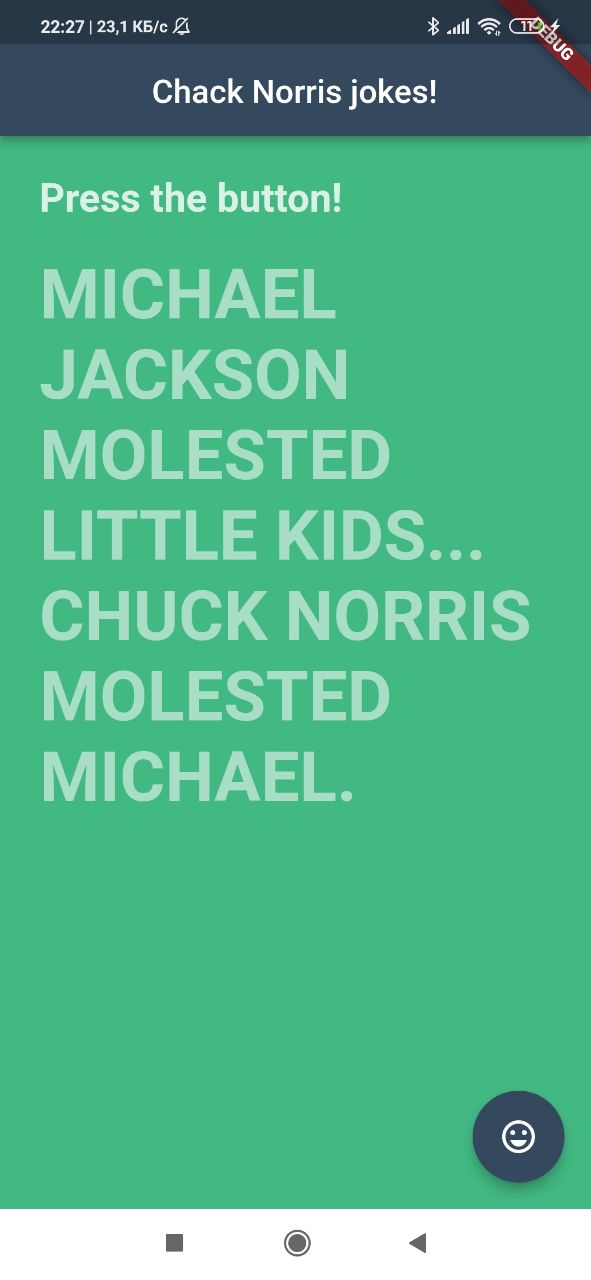 22:27 | 23,1 КБ/с
11
DEBUG
Chack Norris jokes!
Press the button!
MICHAEL
JACKSON
MOLESTED
LITTLE KIDS...
CHUCK NORRIS
MOLESTED
MICHAEL.